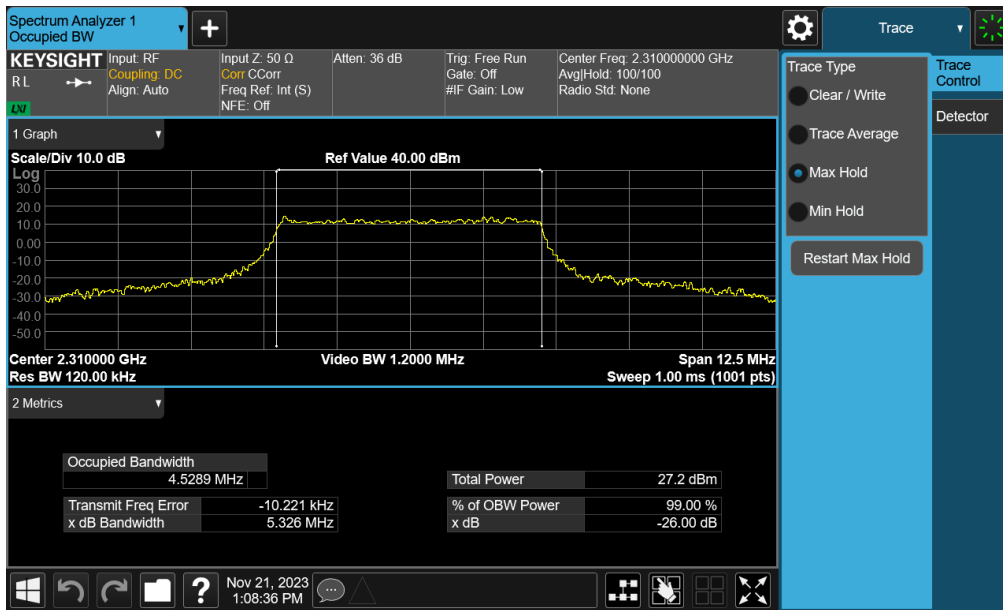 Spectrum Analyzer 1
Occupied BW
+
Trace
KEYSIGHT
R L
LXI
Input: RF
Coupling: DC
Align: Auto
Input Z: 50 Ω
Corr CCorr
Freq Ref: Int (S)
NFE: Off
Atten: 36 dB
Trig: Free Run
Gate: Off
#IF Gain: Low
Center Freq: 2.310000000 GHz
Avg|Hold: 100/100
Radio Std: None
Trace Type
Clear / Write
Trace Average
Max Hold
Min Hold
Restart Max Hold
Trace
Control
Detector
1 Graph
Scale/Div 10.0 dB
Ref Value 40.00 dBm
Log
30.0
20.0
10.0
0.00
-10.0
-20.0
-30.0
-40.0
-50.0
Center 2.310000 GHz
Video BW 1.2000 MHz
Span 12.5 MHz
Res BW 120.00 kHz
Sweep 1.00 ms (1001 pts)
2 Metrics
Occupied Bandwidth
4.5289 MHz
Total Power 27.2 dBm
Transmit Freq Error -10.221 kHz
% of OBW Power 99.00 %
x dB Bandwidth 5.326 MHz
x dB -26.00 dB
?
Nov 21, 2023
1:08:36 PM